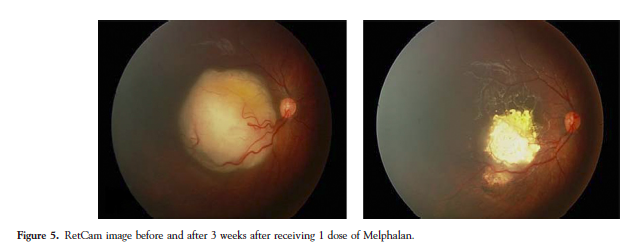 Figure 5. RetCam image before and after 3 weeks after receiving 1 dose of Melphalan.